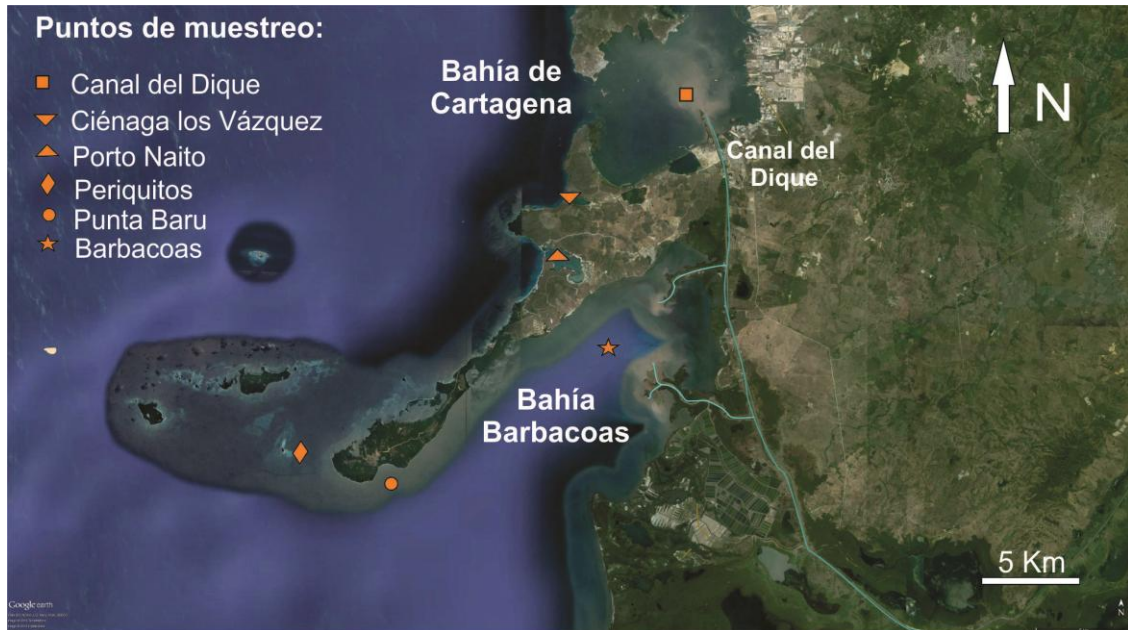 Puntos de muestreo:
Canal del Dique
Ciénaga los Vázquez
Porto Naito
Periquitos
Punta Baru
Barbacoas
Bahía de
Cartagena
N
Canal del
Dique
Bahía
Barbacoas
5 Km
Google earth
N